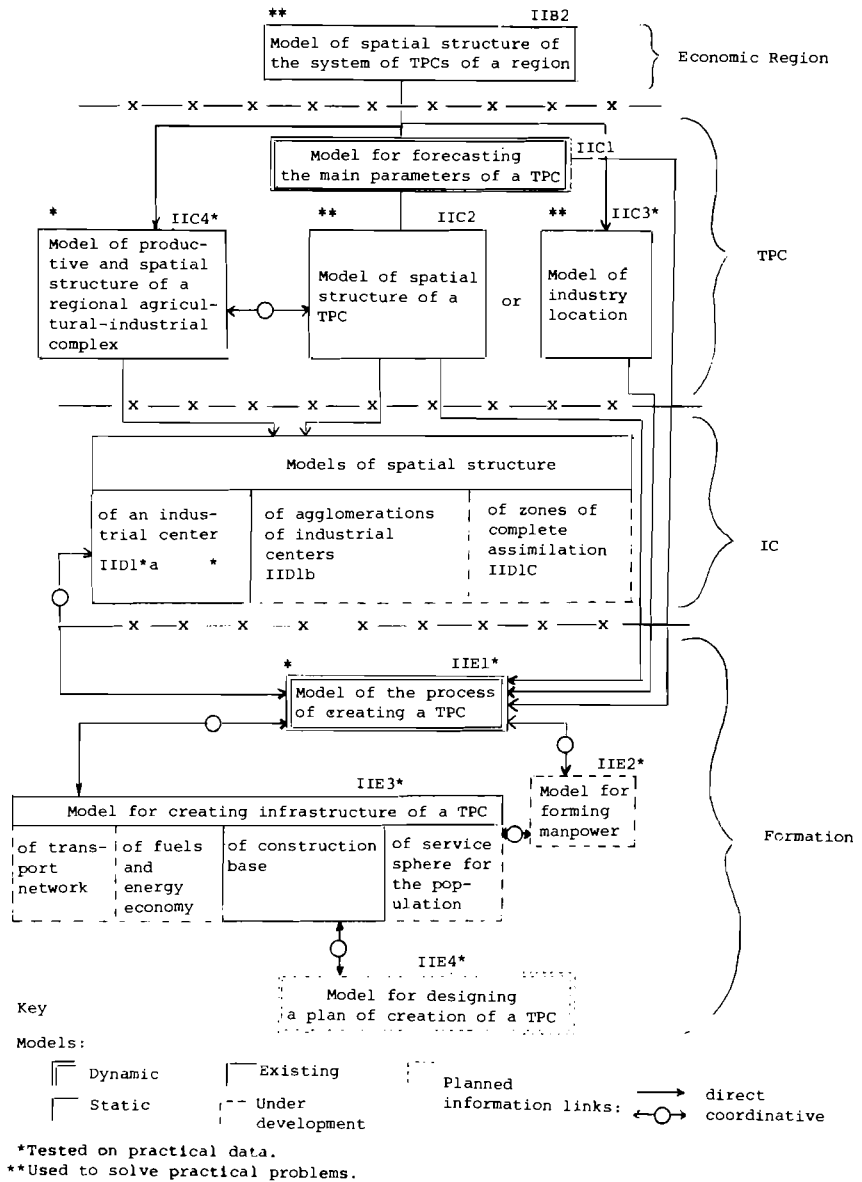 ** IIB2
Model of spatial structure of
the system of TPCs of a region
Economic Region
x x x x x x x x x
IIC1
Model for forecasting
the main parameters of a TPC
* IIC4*
** IIC2
** IIC3*
Model of produc-
tive and spatial
structure of a
regional agricul-
tural-industrial
complex
Model of spatial
structure of a
TPC
or
Model of
industry
location
TPC
x x x x x x x x x
Models of spatial structure
of an indus-
trial center
IID1*a *
of agglomerations
of industrial
centers
IID1b
of zones of
complete
assimilation
IID1C
IC
x x x x x x x x x
* IIE1*
Model of the process
of creating a TPC
IIE3*
Model for creating infrastructure of a TPC
of trans-
port
network
of fuels
and
energy
economy
of construction
base
of service
sphere for
the pop-
ulation
IIE2*
Model for
forming
manpower
Formation
IIE4*
Model for designing
a plan of creation of a TPC
Key
Models:
Dynamic
Static
Existing
Under
development
Planned
information links:
direct
coordinative
*Tested on practical data.
**Used to solve practical problems.